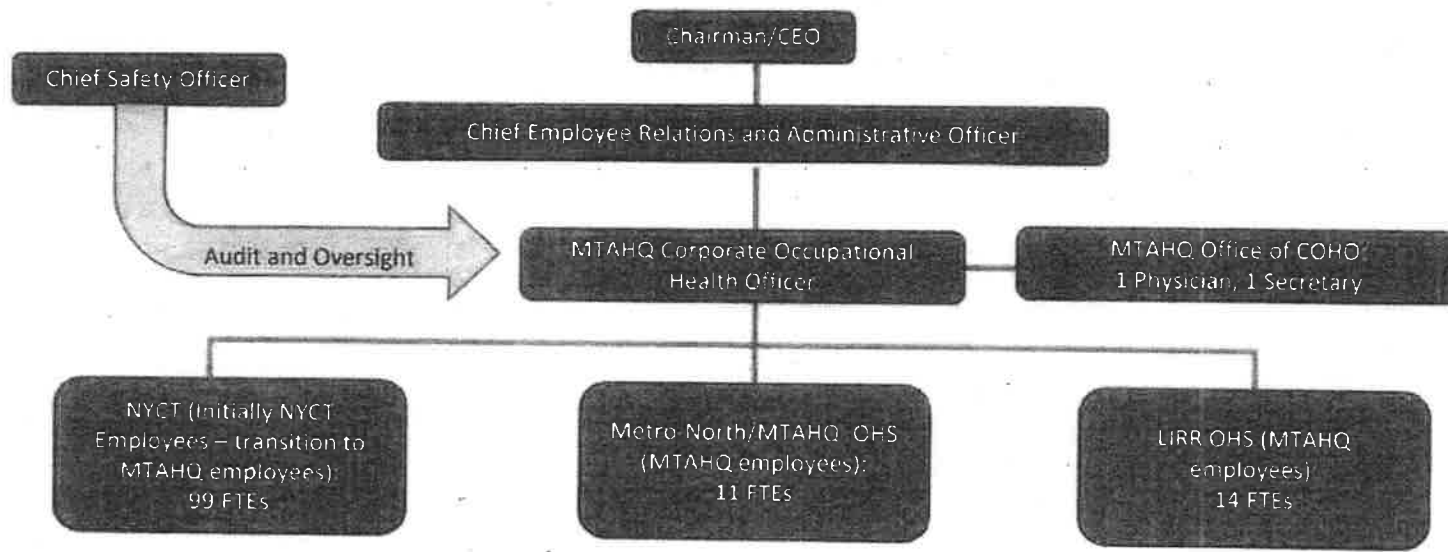 Chairman/CEO
Chief Safety Officer
Chief Employee Relations and Administrative Officer
Audit and Oversight
MTAHQ Corporate Occupational
Health Officer
MTAHQ Office of COHO
1 Physician, 1 Secretary
NYCT (Initially NYCT
Employees – transition to
MTAHQ employees):
99 FTEs
Metro-North/MTAHQ OHS
(MTAHQ employees):
11 FTEs
LIRR OHS (MTAHQ
employees)
14 FTEs